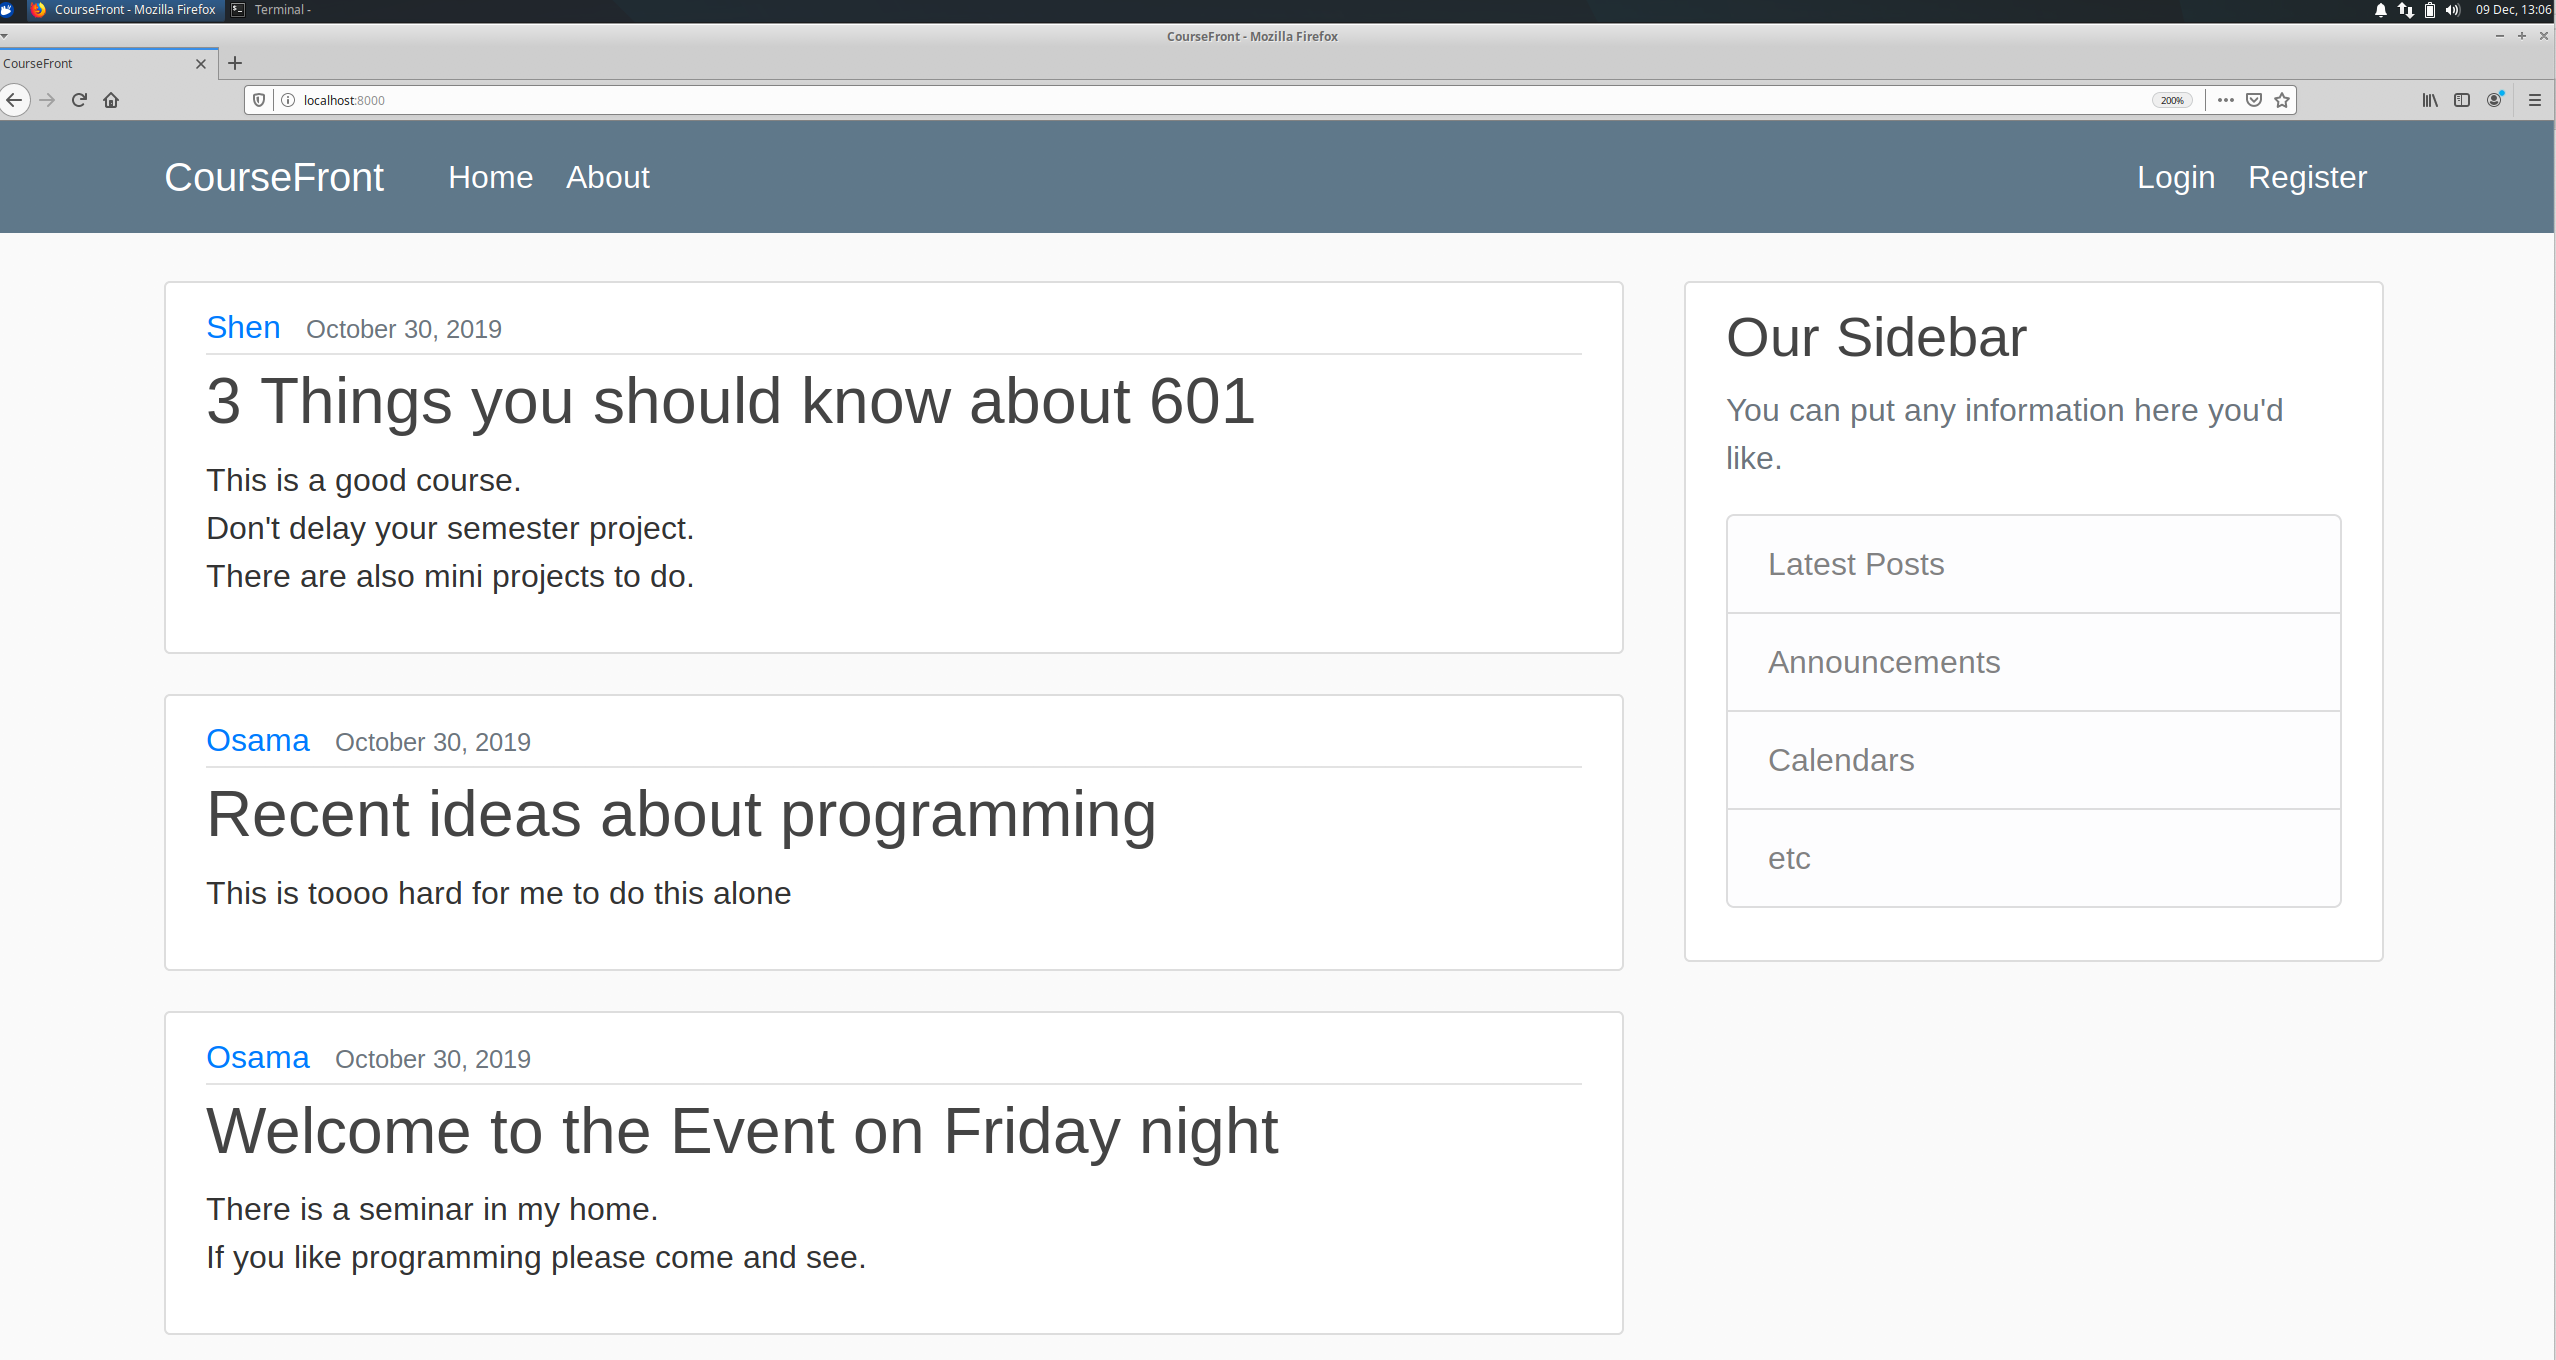 CourseFront - Mozilla Firefox
Terminal -
09 Dec, 13:06
CourseFront - Mozilla Firefox
CourseFront
localhost:8000
200%
CourseFront
Home
About
Login
Register
Shen October 30, 2019
3 Things you should know about 601
This is a good course.
Don't delay your semester project.
There are also mini projects to do.
Osama October 30, 2019
Recent ideas about programming
This is toooo hard for me to do this alone
Osama October 30, 2019
Welcome to the Event on Friday night
There is a seminar in my home.
If you like programming please come and see.
Our Sidebar
You can put any information here you'd
like.
Latest Posts
Announcements
Calendars
etc